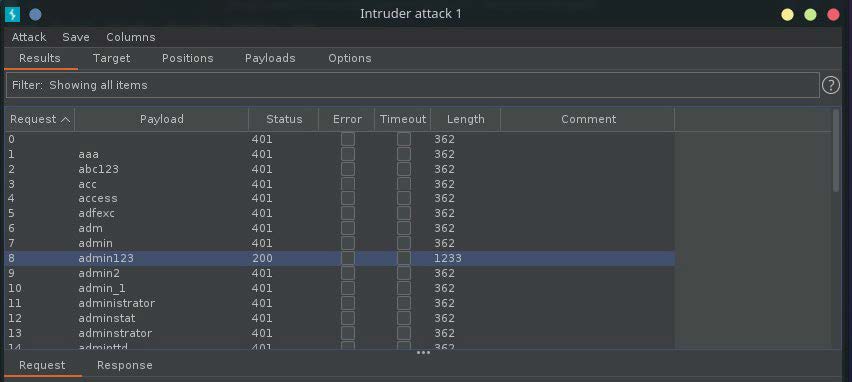 Intruder attack 1
Attack Save Columns
Results Target Positions Payloads Options
Filter: Showing all items ?
Request Payload Status Error Timeout Length Comment
0 401 362
1 aaa 401 362
2 abc123 401 362
3 acc 401 362
4 access 401 362
5 adfexc 401 362
6 adm 401 362
7 admin 401 362
8 admin123 200 1233
9 admin2 401 362
10 admin_1 401 362
11 administrator 401 362
12 adminstat 401 362
13 adminstrator 401 362
14 adminttd 401 362
Request Response